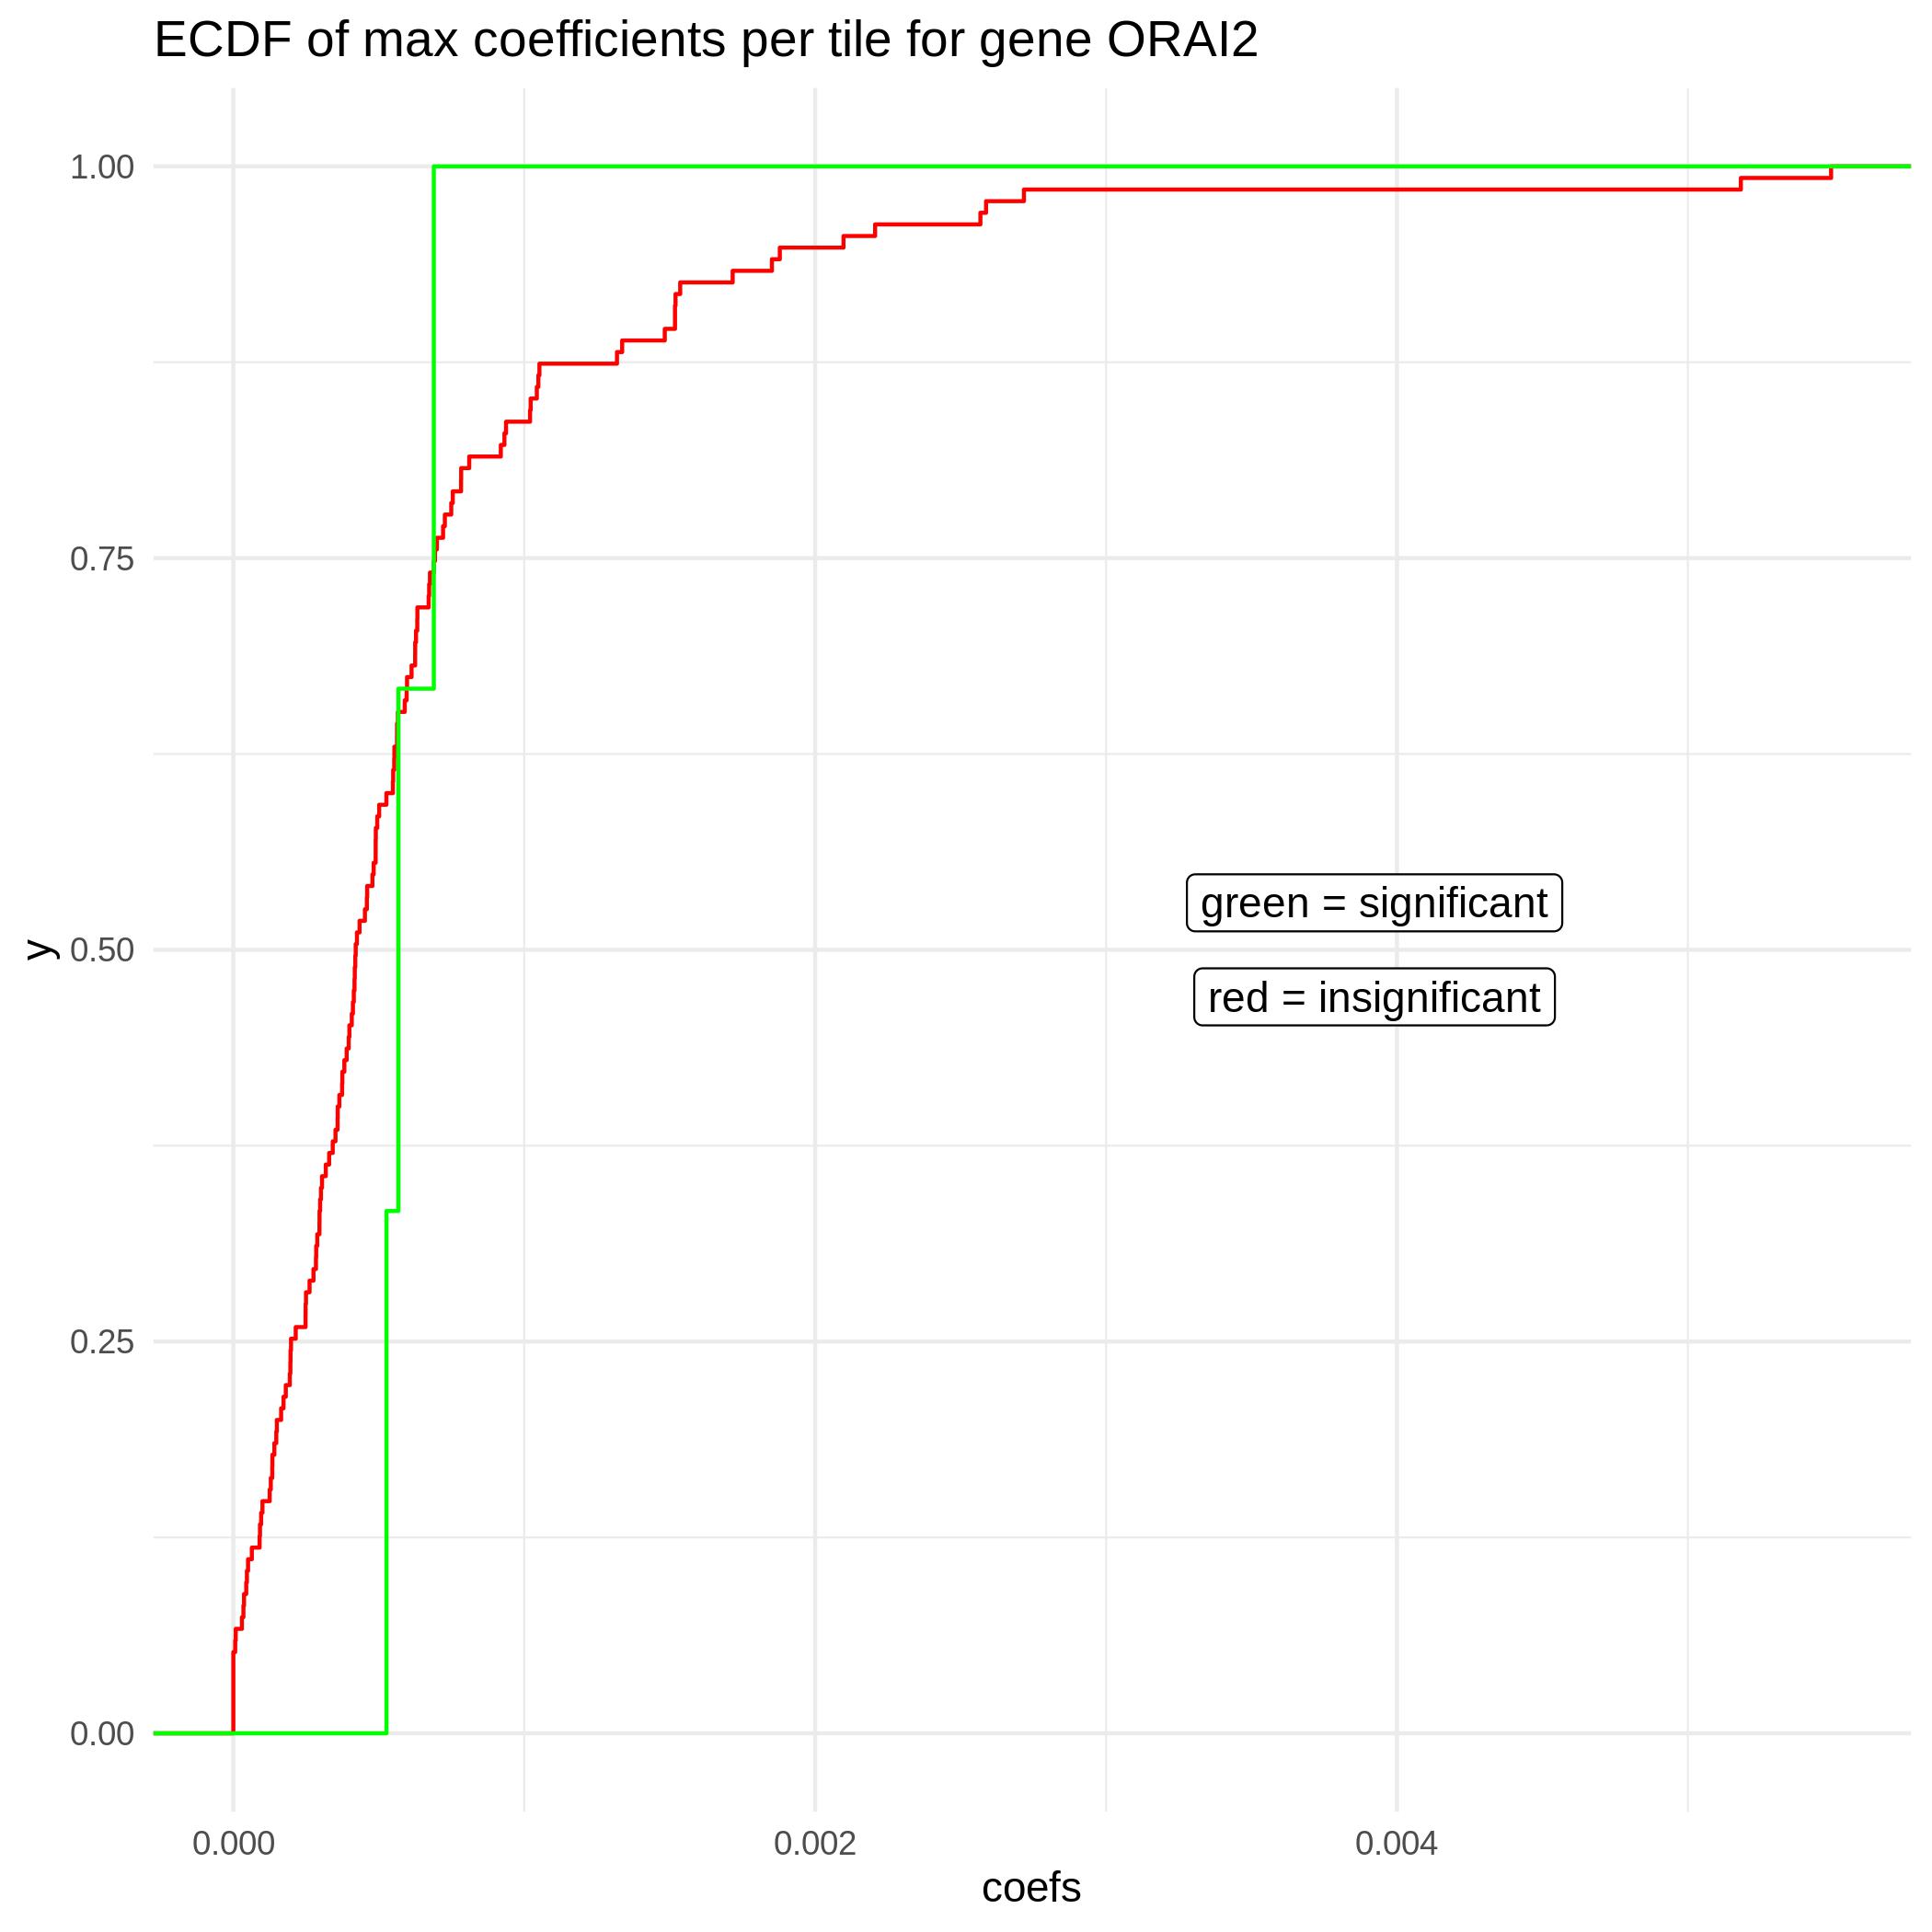 ECDF of max coefficients per tile for gene ORAI2
1.00
0.75
0.50
0.25
0.00
y
green = significant
red = insignificant
0.000 0.002 0.004
coefs